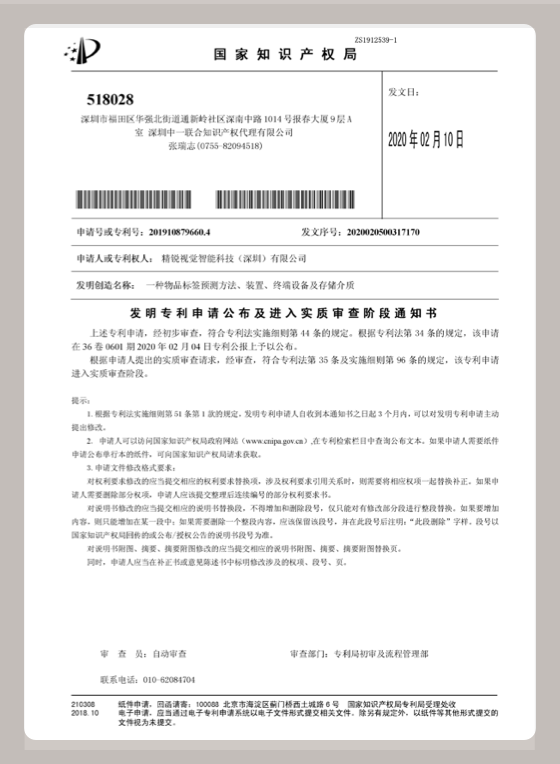 ZS1912539-1
国家知识产权局
518028
深圳市福田区华强北街道通新岭社区深南中路1014号报春大厦9层A
室 深圳中一联合知识产权代理有限公司
张瑞志(0755-82094518)
发文日:
2020年02月10日
申请号或专利号: 201910879660.4
发文序号: 2020020500317170
申请人或专利权人: 精锐视觉智能科技(深圳)有限公司
发明创造名称: 一种物品标签预测方法、装置、终端设备及存储介质
发明专利申请公布及进入实质审查阶段通知书
上述专利申请,经初步审查,符合专利法实施细则第44条的规定。根据专利法第34条的规定,该申请
在36卷0601期2020年02月04日专利公报上予以公布。
根据申请人提出的实质审查请求,经审查,符合专利法第35条及实施细则第96条的规定,该专利申请
进入实质审查阶段。
提示:
1.根据专利法实施细则第51条第1款的规定,发明专利申请人自收到本通知书之日起3个月内,可以对发明专利申请主动
提出修改。
2. 申请人可以访问国家知识产权局政府网站(www.cnipa.gov.cn),在专利检索栏目中查询公布文本。如果申请人需要纸件
申请公布单行本的纸件,可向国家知识产权局请求获取。
3.申请文件修改格式要求:
对权利要求修改的应当提交相应的权利要求替换项,涉及权利要求引用关系时,则需要将相应权项一起替换补正。如果申
请人需要删除部分权项,申请人应该提交整理后连续编号的部分权利要求书。
对说明书修改的应当提交相应的说明书替换段,不得增加和删除段号,仅只能对有修改部分段进行整段替换。如果要增加
内容,则只能增加在某一段中;如果需要删除一个整段内容,应该保留该段号,并在此段号后注明:“此段删除”字样。段号以
国家知识产权局回传的或公布/授权公告的说明书段号为准。
对说明书附图、摘要、摘要附图修改的应当提交相应的说明书附图、摘要、摘要附图替换页。
同时,申请人应当在补正书或意见陈述书中标明修改涉及的权项、段号、页。
审 查 员: 自动审查
审查部门: 专利局初审及流程管理部
联系电话: 010-62084704
210308 纸件申请,回函请寄: 100088 北京市海淀区蓟门桥西土城路6号 国家知识产权局专利局受理处收
2018.10 电子申请,应当通过电子专利申请系统以电子文件形式提交相关文件。除另有规定外,以纸件等其他形式提交的
文件视为未提交。